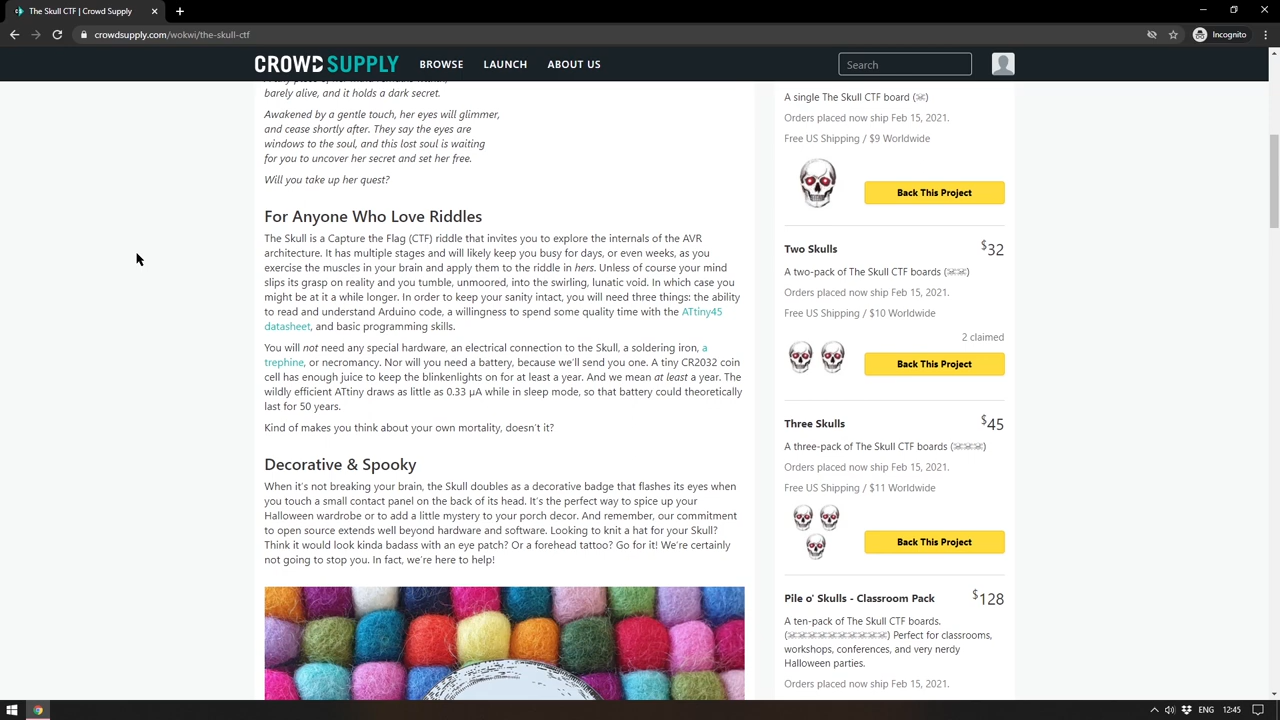 The Skull CTF | Crowd Supply
crowdsupply.com/wokwi/the-skull-ctf
Incognito
CROWD SUPPLY
BROWSE
LAUNCH
ABOUT US
Search
barely alive, and it holds a dark secret.
Awakened by a gentle touch, her eyes will glimmer,
and cease shortly after. They say the eyes are
windows to the soul, and this lost soul is waiting
for you to uncover her secret and set her free.
Will you take up her quest?
For Anyone Who Love Riddles
The Skull is a Capture the Flag (CTF) riddle that invites you to explore the internals of the AVR
architecture. It has multiple stages and will likely keep you busy for days, or even weeks, as you
exercise the muscles in your brain and apply them to the riddle in hers. Unless of course your mind
slips its grasp on reality and you tumble, unmoored, into the swirling, lunatic void. In which case you
might be at it a while longer. In order to keep your sanity intact, you will need three things: the ability
to read and understand Arduino code, a willingness to spend some quality time with the ATtiny45
datasheet, and basic programming skills.
You will not need any special hardware, an electrical connection to the Skull, a soldering iron, a
trephine, or necromancy. Nor will you need a battery, because we'll send you one. A tiny CR2032 coin
cell has enough juice to keep the blinkenlights on for at least a year. And we mean at least a year. The
wildly efficient ATtiny draws as little as 0.33 µA while in sleep mode, so that battery could theoretically
last for 50 years.
Kind of makes you think about your own mortality, doesn't it?
Decorative & Spooky
When it's not breaking your brain, the Skull doubles as a decorative badge that flashes its eyes when
you touch a small contact panel on the back of its head. It's the perfect way to spice up your
Halloween wardrobe or to add a little mystery to your porch decor. And remember, our commitment
to open source extends well beyond hardware and software. Looking to knit a hat for your Skull?
Think it would look kinda badass with an eye patch? Or a forehead tattoo? Go for it! We're certainly
not going to stop you. In fact, we're here to help!
A single The Skull CTF board (☠)
Orders placed now ship Feb 15, 2021.
Free US Shipping / $9 Worldwide
Back This Project
Two Skulls
$32
A two-pack of The Skull CTF boards (☠☠)
Orders placed now ship Feb 15, 2021.
Free US Shipping / $10 Worldwide
2 claimed
Back This Project
Three Skulls
$45
A three-pack of The Skull CTF boards (☠☠☠)
Orders placed now ship Feb 15, 2021.
Free US Shipping / $11 Worldwide
Back This Project
Pile o' Skulls - Classroom Pack
$128
A ten-pack of The Skull CTF boards.
(☠☠☠☠☠☠☠☠☠☠) Perfect for classrooms,
workshops, conferences, and very nerdy
Halloween parties.
Orders placed now ship Feb 15, 2021.
ENG
12:45